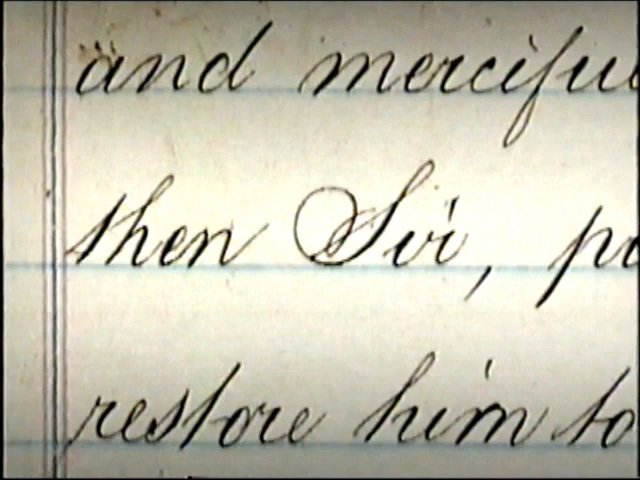 and merciful
then Sir, p
restore him to